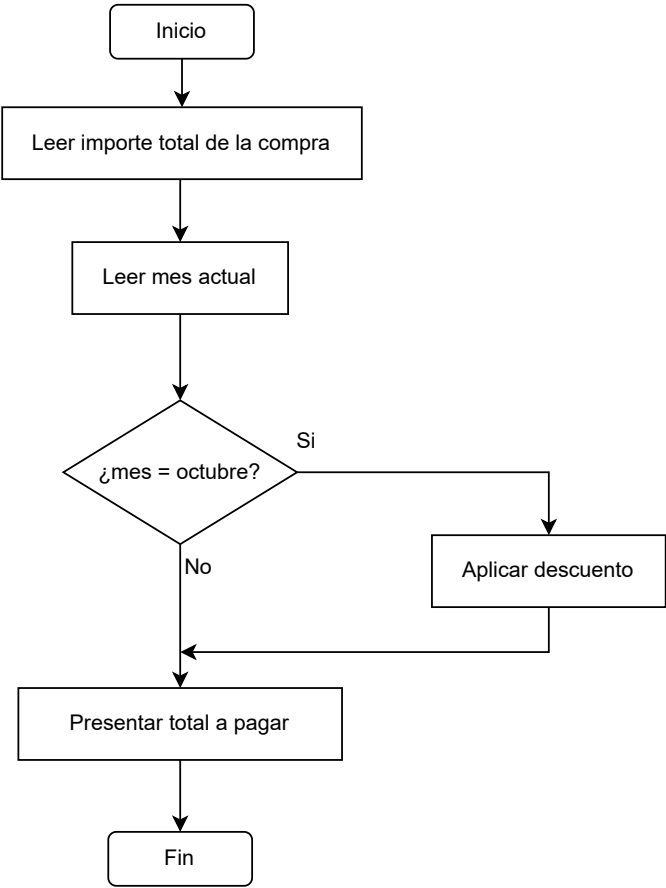 Inicio
Leer importe total de la compra
Leer mes actual
¿mes = octubre?
Si
No
Aplicar descuento
Presentar total a pagar
Fin